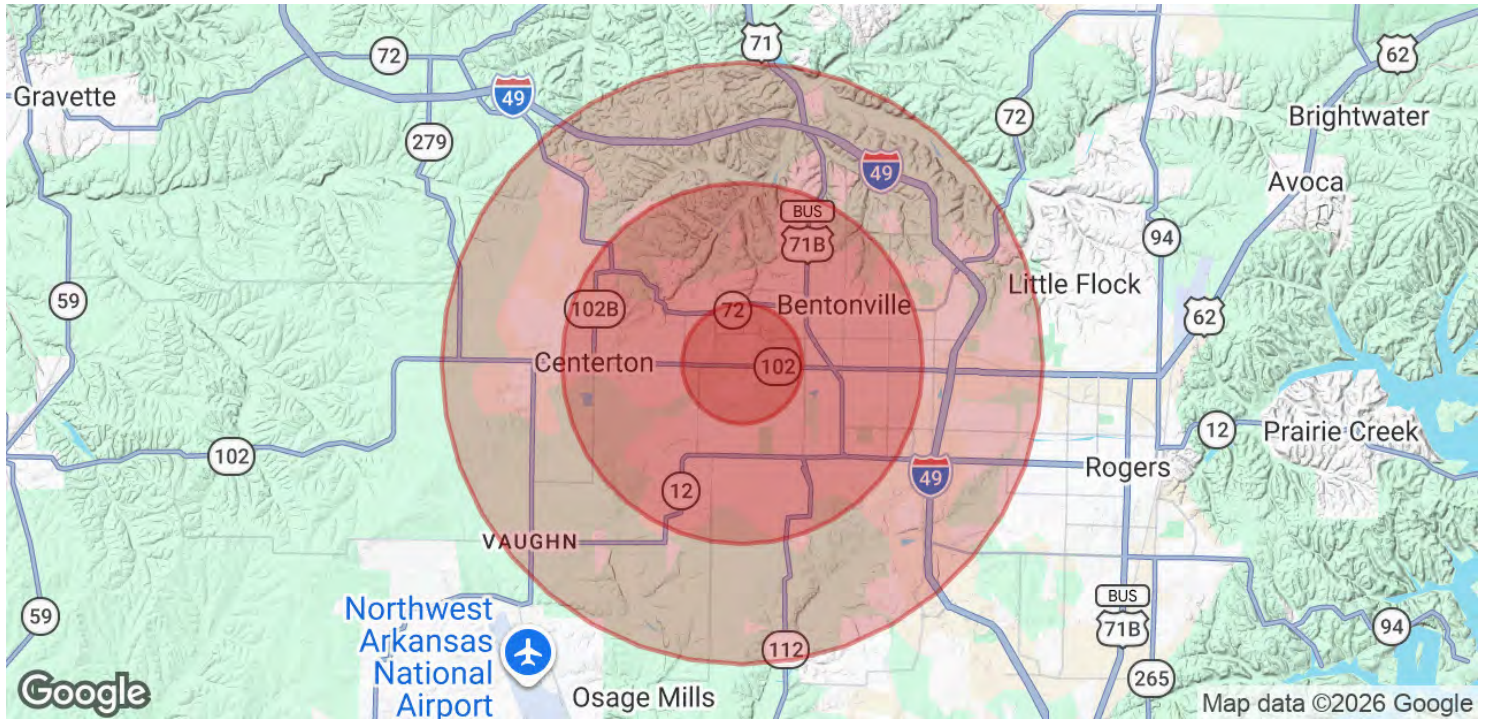 71
62
72
Gravette
49
Brightwater
72
279
49
Avoca
BUS
71B
94
Little Flock
59
102B
72
Bentonville
62
Centerton
102
12
Prairie Creek
102
Rogers
49
12
VAUGHN
Northwest
Arkansas
National
Airport
59
BUS
71B
94
112
265
Osage Mills
Google
Map data ©2026 Google